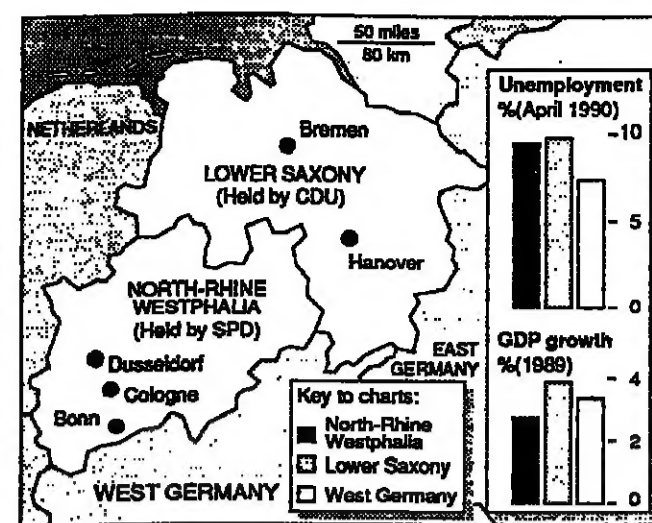 50 miles
80 km
NETHERLANDS
Bremen
LOWER SAXONY
(Held by CDU)
Hanover
NORTH-RHINE
WESTPHALIA
(Held by SPD)
Dusseldorf
Cologne
Bonn
EAST
GERMANY
WEST GERMANY
Key to charts:
North-Rhine
Westphalia
Lower Saxony
West Germany
Unemployment
%(April 1990)
10
5
0
GDP growth
%(1989)
4
2
0